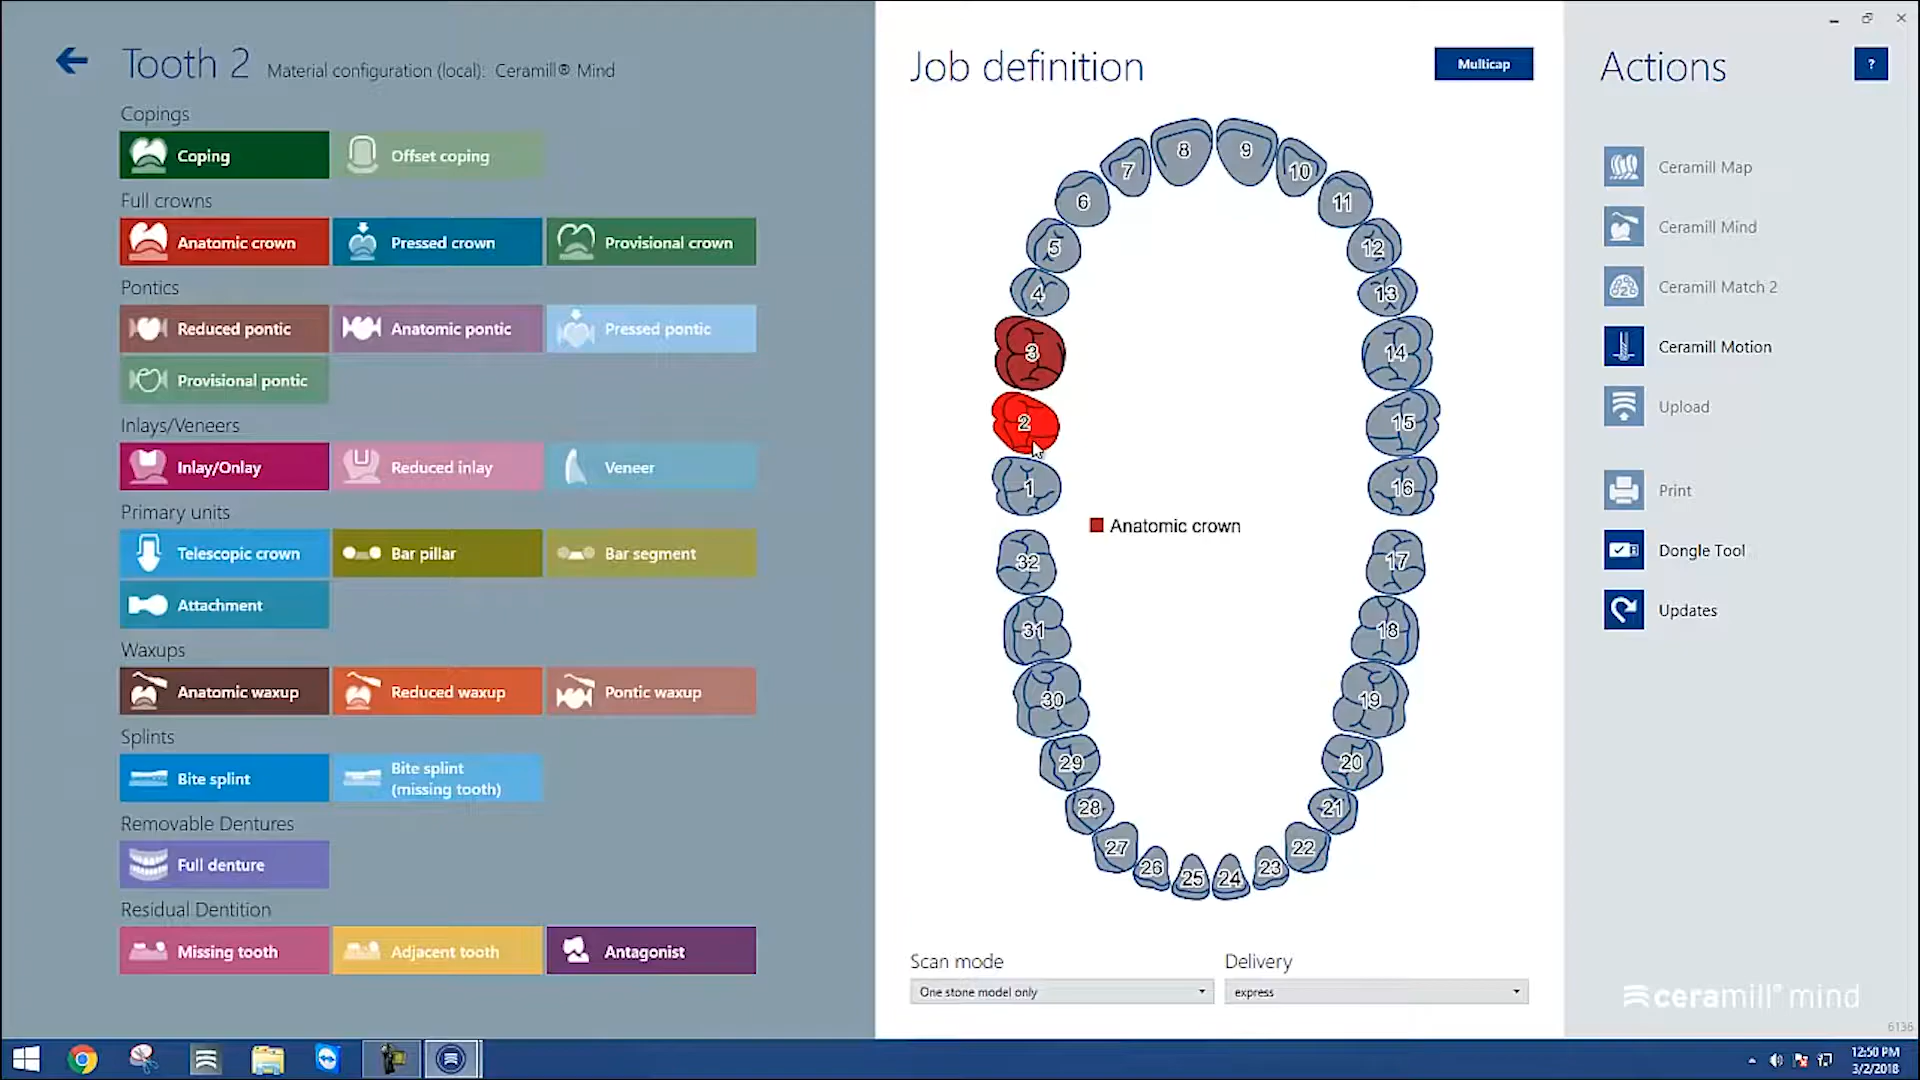 Tooth 2 Material configuration (local): Ceramill® Mind
Copings
Coping
Offset coping
Full crowns
Anatomic crown
Pressed crown
Provisional crown
Pontics
Reduced pontic
Anatomic pontic
Pressed pontic
Provisional pontic
Inlays/Veneers
Inlay/Onlay
Reduced inlay
Veneer
Primary units
Telescopic crown
Bar pillar
Bar segment
Attachment
Waxups
Anatomic waxup
Reduced waxup
Pontic waxup
Splints
Bite splint
Bite splint
(missing tooth)
Removable Dentures
Full denture
Residual Dentition
Missing tooth
Adjacent tooth
Antagonist
Job definition
Multicap
8
9
7
10
6
11
5
12
4
13
3
14
2
15
1
16
Anatomic crown
32
17
31
18
30
19
29
20
28
21
27
22
26
25
24
23
Scan mode
One stone model only
Delivery
express
Actions
?
Ceramill Map
Ceramill Mind
Ceramill Match 2
Ceramill Motion
Upload
Print
Dongle Tool
Updates
ceramill® mind
6136
12:50 PM
3/2/2018